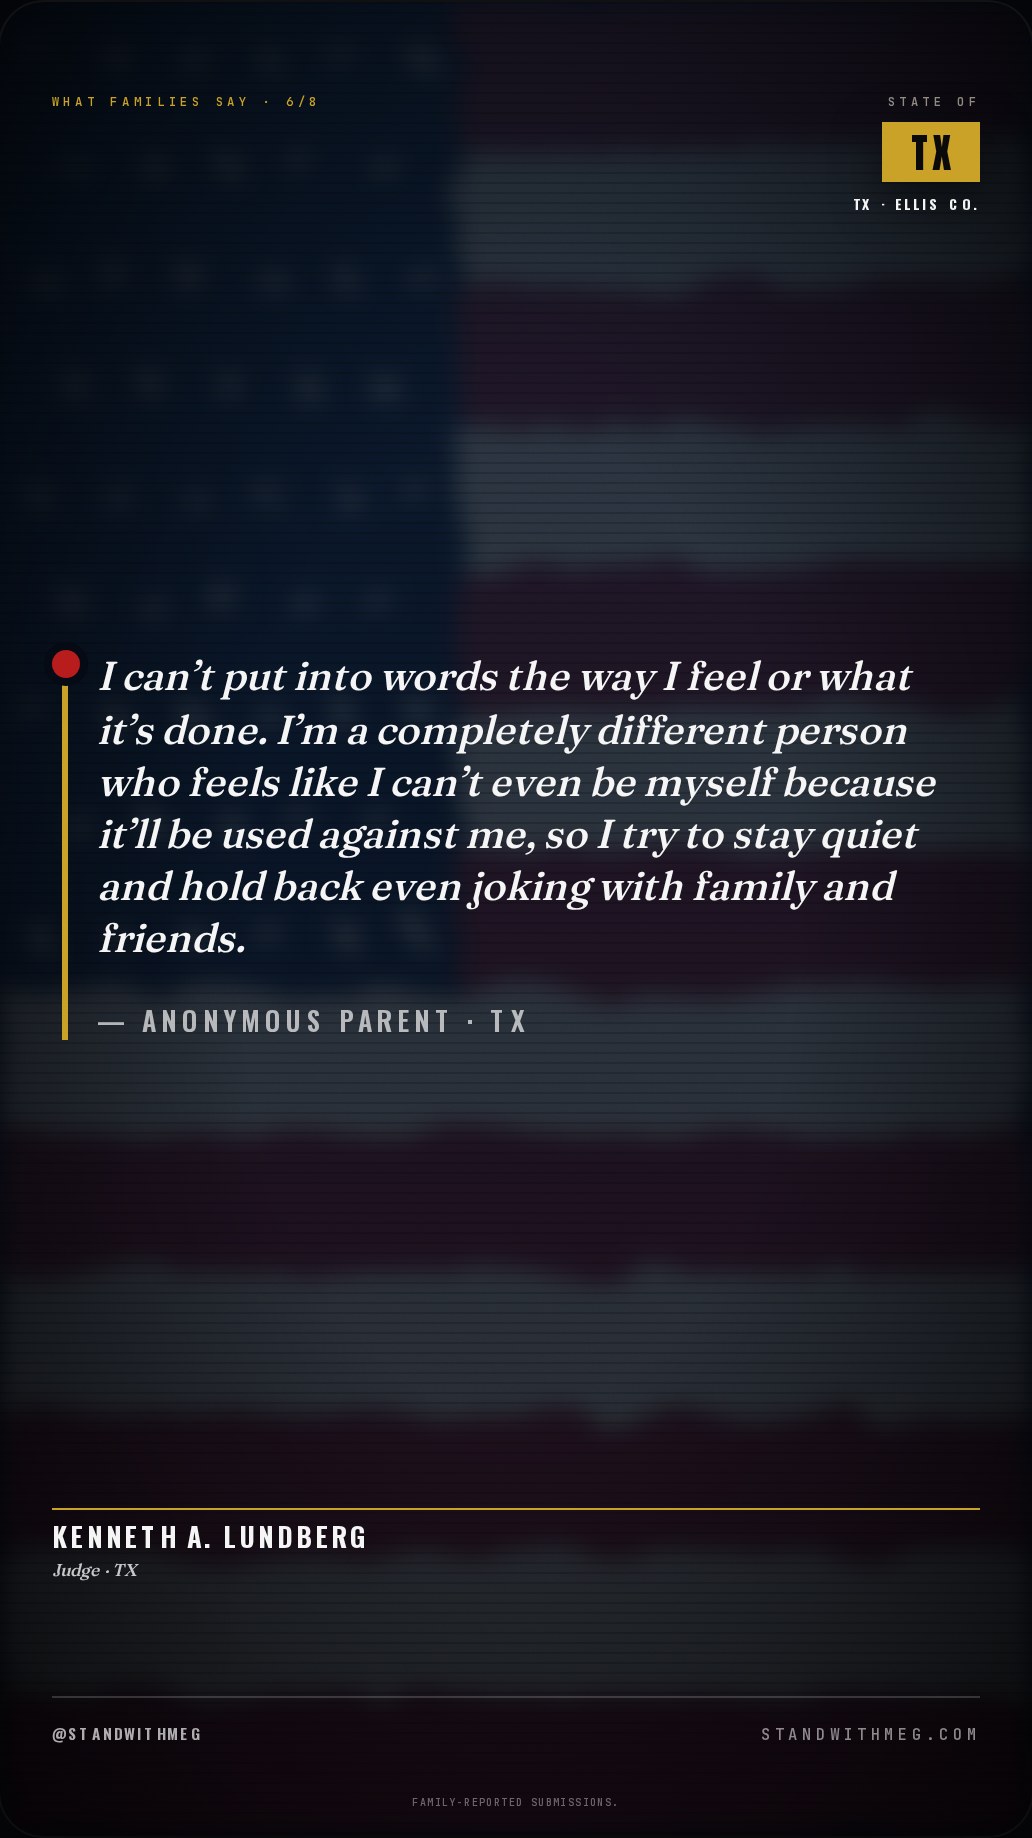 WHAT FAMILIES SAY · 6/8
STATE OF
TX
TX · ELLIS CO.
I can’t put into words the way I feel or what
it’s done. I’m a completely different person
who feels like I can’t even be myself because
it’ll be used against me, so I try to stay quiet
and hold back even joking with family and
friends.
— ANONYMOUS PARENT · TX
KENNETH A. LUNDBERG
Judge · TX
@STANDWITHMEG
STANDWITHMEG.COM
FAMILY-REPORTED SUBMISSIONS.